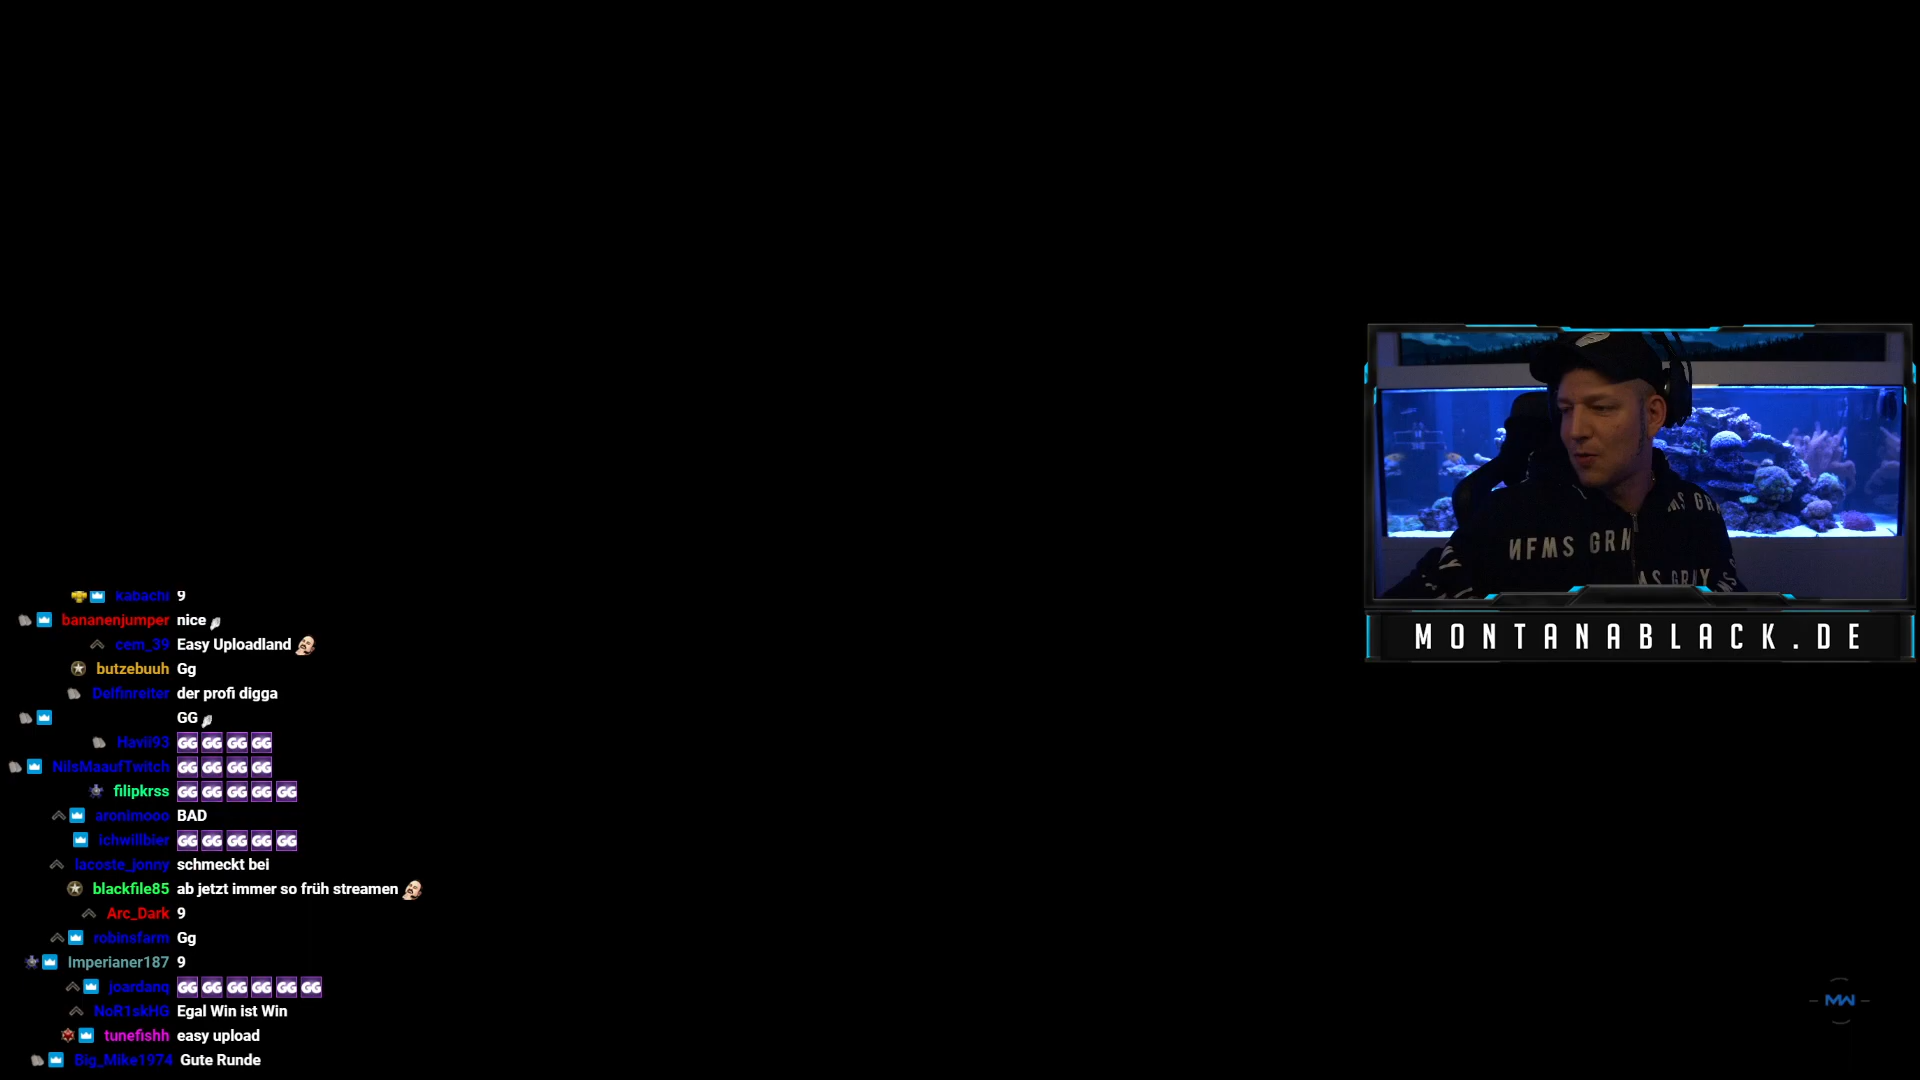 kabachi 9
bananenjumper nice
cem_39 Easy Uploadland
butzebuuh Gg
Delfinreiter der profi digga
GG
Havii93 GG GG GG GG
NilsMaaufTwitch GG GG GG GG
filipkrss GG GG GG GG GG
aronimooo BAD
ichwillbier GG GG GG GG GG
lacoste_jonny schmeckt bei
blackfile85 ab jetzt immer so früh streamen
Arc_Dark 9
robinsfarm Gg
Imperianer187 9
joardanq GG GG GG GG GG GG
NoR1skHG Egal Win ist Win
tunefishh easy upload
Big_Mike1974 Gute Runde
MONTANABLACK.DE
MW